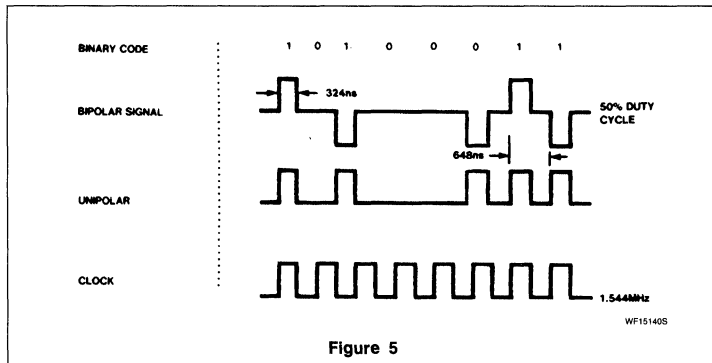 BINARY CODE 1 0 1 0 0 0 1 1
324ns
BIPOLAR SIGNAL
50% DUTY
CYCLE
648ns
UNIPOLAR
CLOCK
1.544MHz
WF15140S
Figure 5